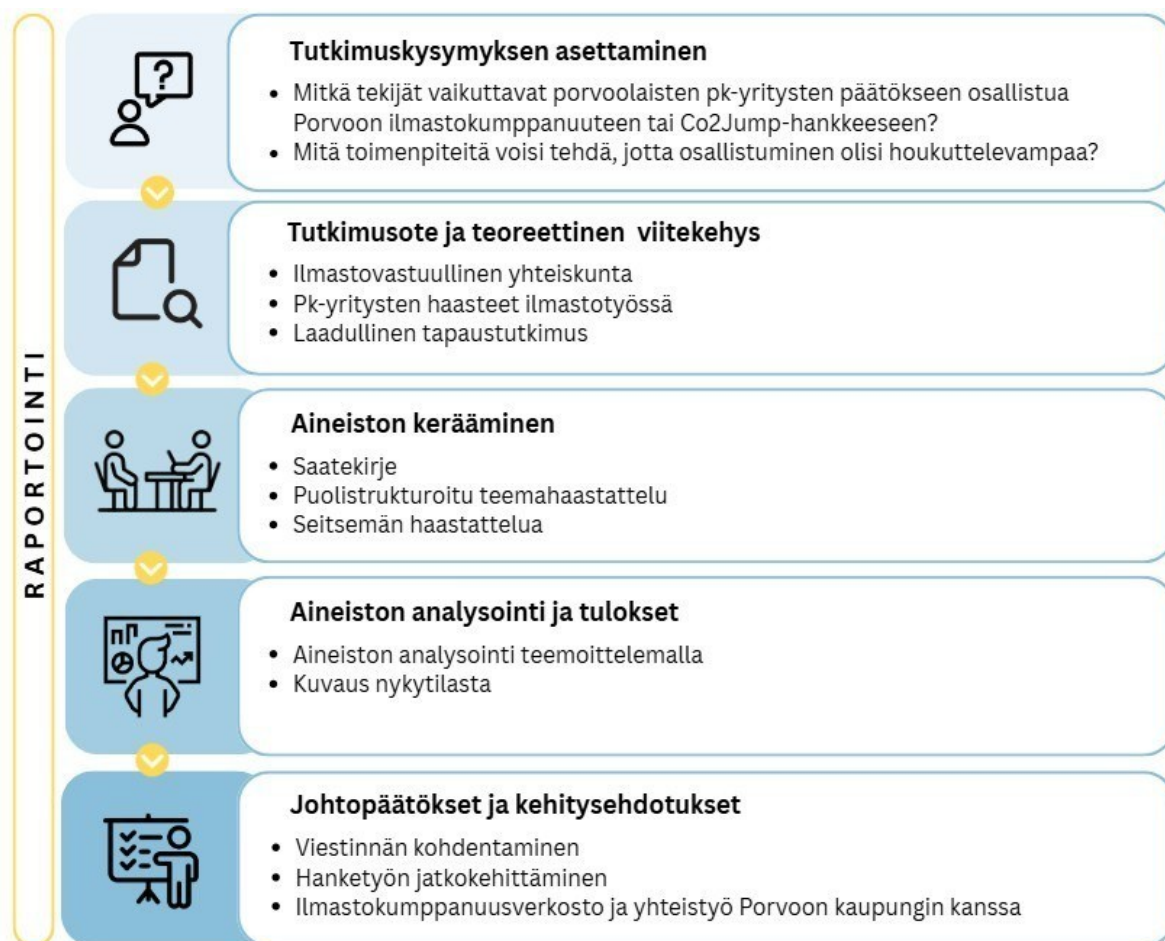 RAPORTOINTI
?
Tutkimuskysymyksen asettaminen
• Mitkä tekijät vaikuttavat porvoolaisten pk-yritysten päätökseen osallistua
Porvoon ilmastokumppanuuteen tai Co2Jump-hankkeeseen?
• Mitä toimenpiteitä voisi tehdä, jotta osallistuminen olisi houkuttelevampaa?
Tutkimusote ja teoreettinen viitekehys
• Ilmastovastuullinen yhteiskunta
• Pk-yritysten haasteet ilmastotyössä
• Laadullinen tapaustutkimus
Aineiston kerääminen
• Saatekirje
• Puolistrukturoitu teemahaastattelu
• Seitsemän haastattelua
Aineiston analysointi ja tulokset
• Aineiston analysointi teemoittelemalla
• Kuvaus nykytilasta
Johtopäätökset ja kehitysehdotukset
• Viestinnän kohdentaminen
• Hanketyön jatkokehittäminen
• Ilmastokumppanuusverkosto ja yhteistyö Porvoon kaupungin kanssa